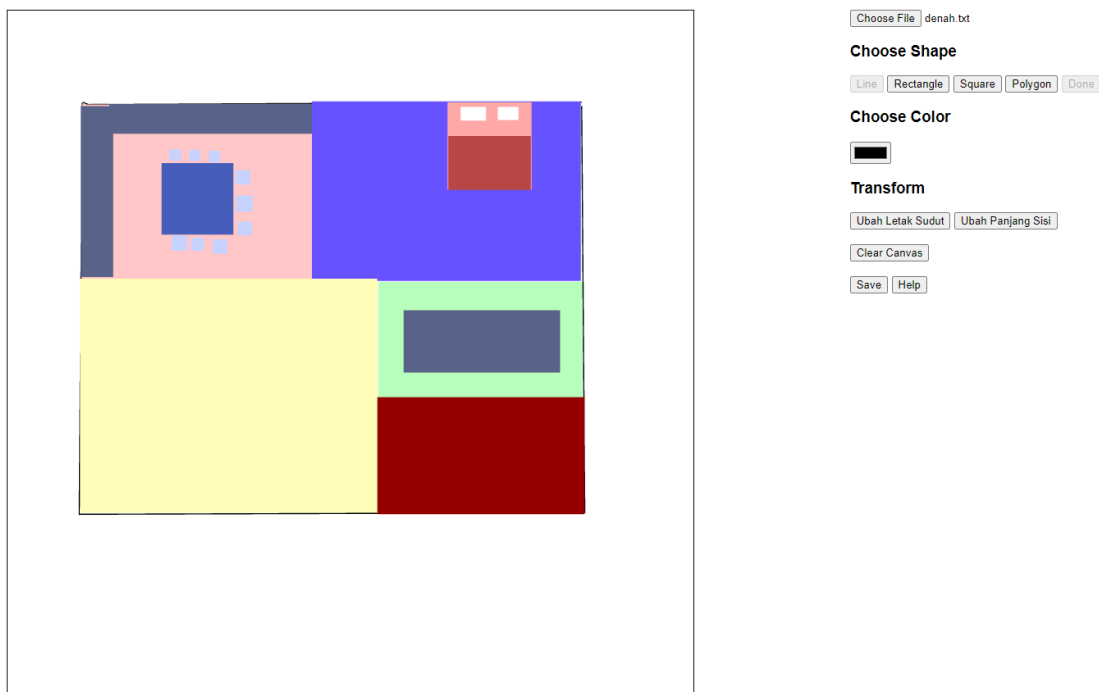 Choose File denah.txt
Choose Shape
Line Rectangle Square Polygon Done
Choose Color
Transform
Ubah Letak Sudut Ubah Panjang Sisi
Clear Canvas
Save Help